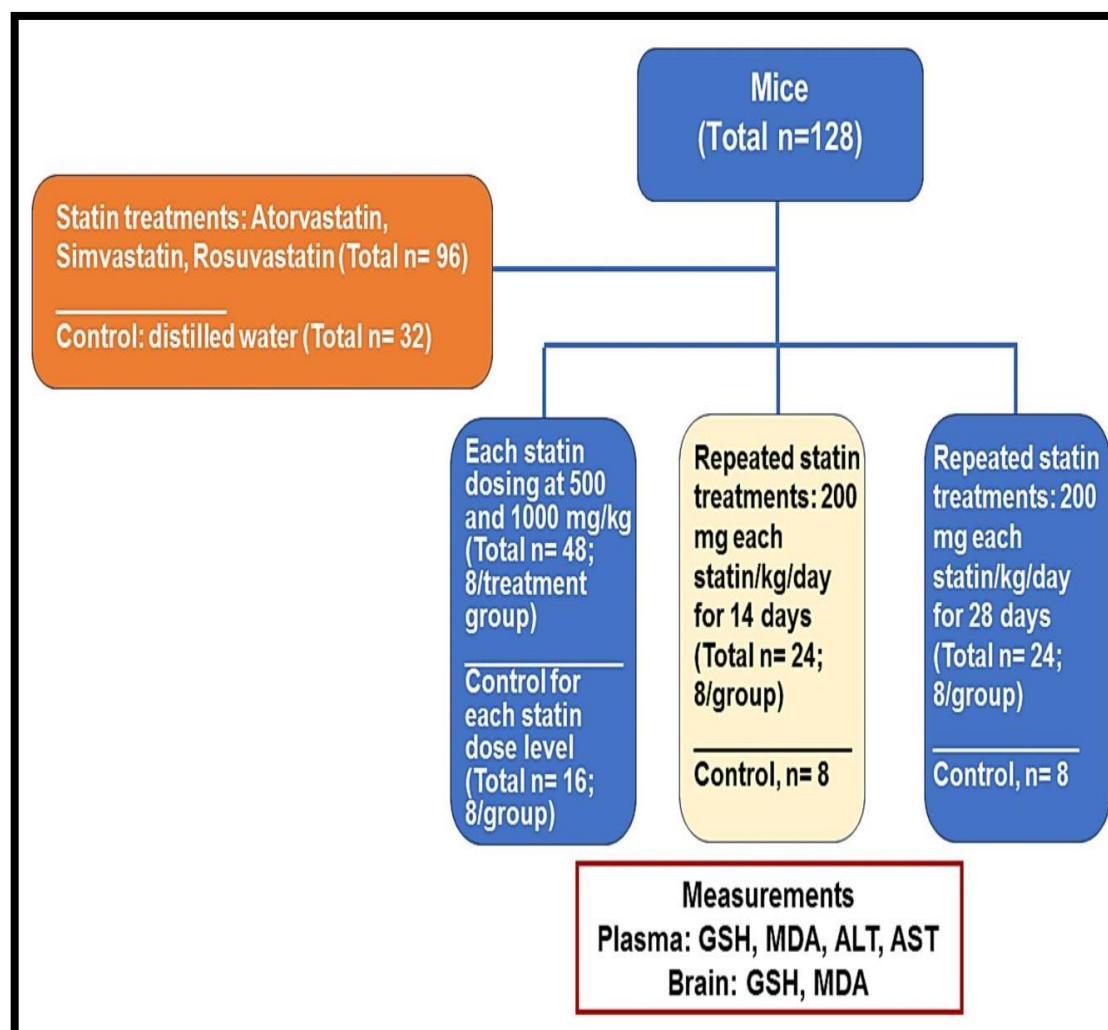 Mice
(Total n=128)
Statin treatments: Atorvastatin,
Simvastatin, Rosuvastatin (Total n= 96)
Control: distilled water (Total n= 32)
Each statin
dosing at 500
and 1000 mg/kg
(Total n= 48;
8/treatment
group)
Control for
each statin
dose level
(Total n= 16;
8/group)
Repeated statin
treatments: 200
mg each
statin/kg/day
for 14 days
(Total n= 24;
8/group)
Control, n= 8
Repeated statin
treatments: 200
mg each
statin/kg/day
for 28 days
(Total n= 24;
8/group)
Control, n= 8
Measurements
Plasma: GSH, MDA, ALT, AST
Brain: GSH, MDA